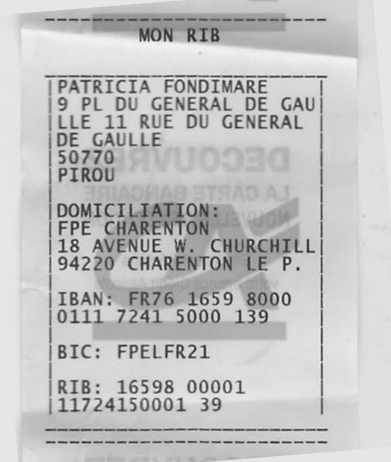 MON RIB
PATRICIA FONDIMARE
9 PL DU GENERAL DE GAU
LLE 11 RUE DU GENERAL
DE GAULLE
50770
PIROU
DOMICILIATION:
FPE CHARENTON
18 AVENUE W. CHURCHILL
94220 CHARENTON LE P.
IBAN: FR76 1659 8000
0111 7241 5000 139
BIC: FPELFR21
RIB: 16598 00001
11724150001 39